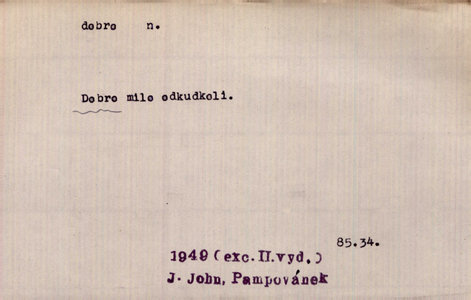 dobro n.
Dobro milo odkudkoli.
85.34.
1949 (exc. II. vyd.)
J. John, Pampovánek